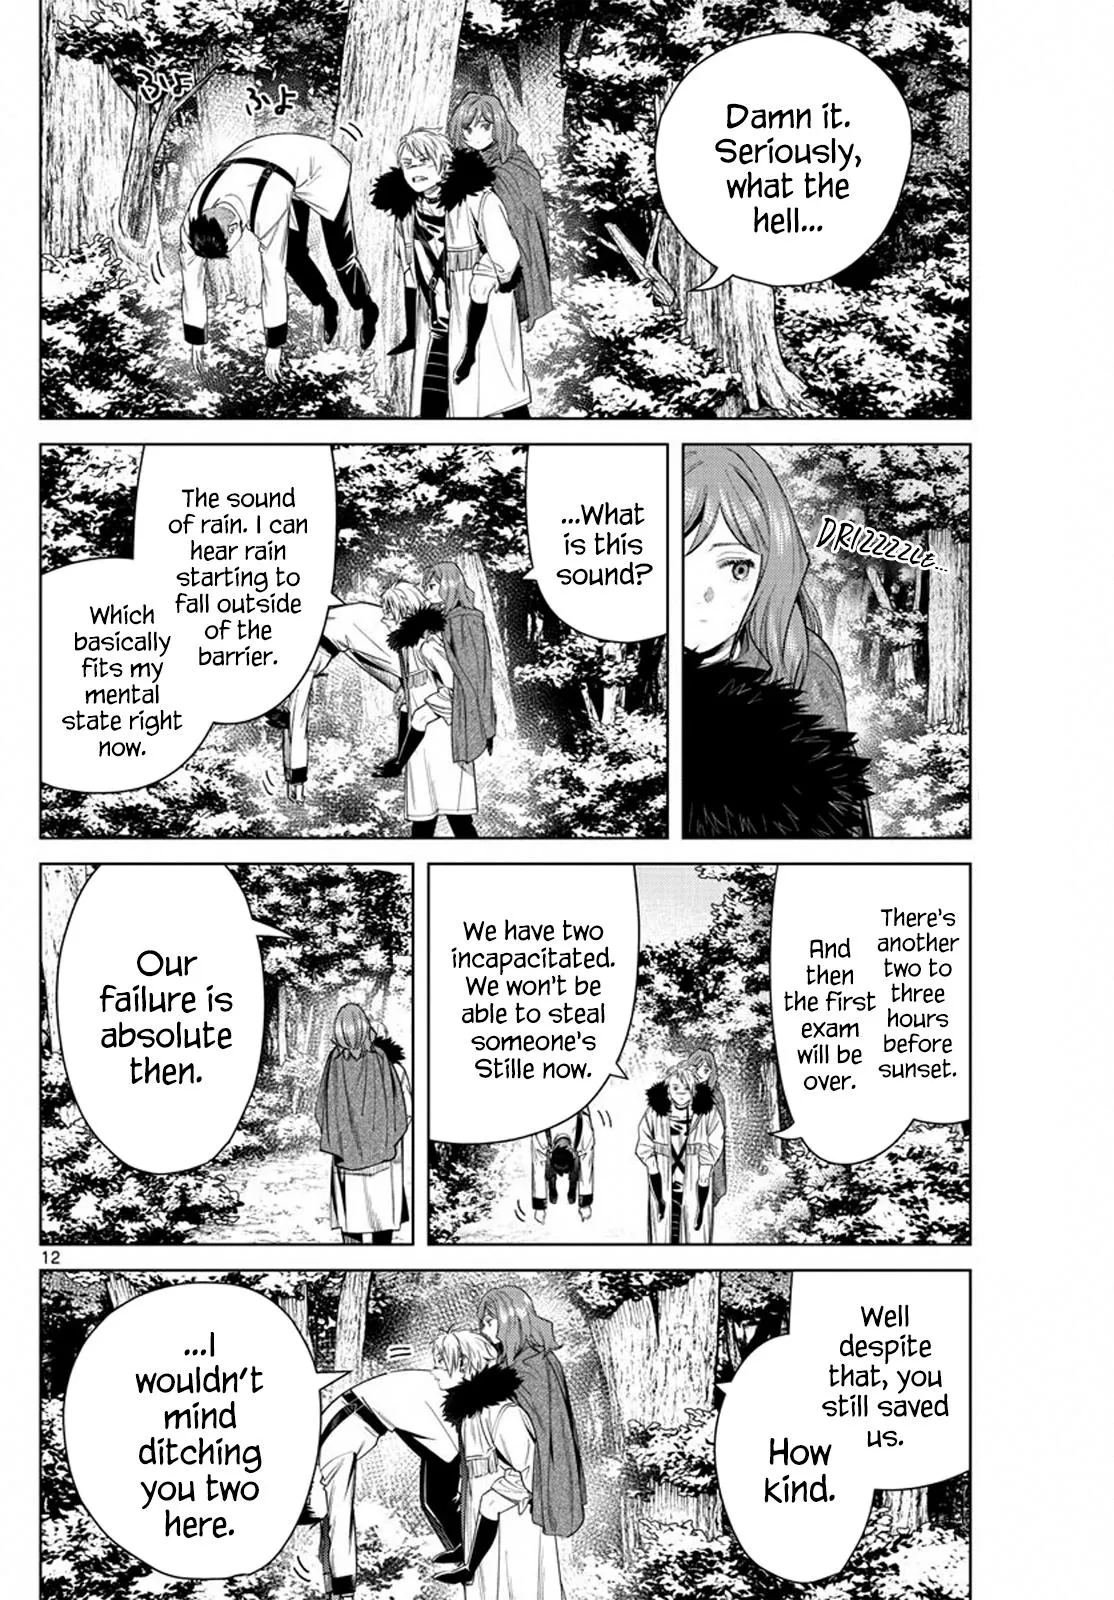 Damn it.
Seriously,
what the
hell...
ふよ
ふよ
DRIZZZZLE...
...What
is this
sound?
The sound
of rain. I can
hear rain
starting to
fall outside
of the
barrier.
Which
basically
fits my
mental
state right
now.
There's
another
two to
three
hours
before
sunset.
And
then
the first
exam
will be
over.
We have two
incapacitated.
We won't be
able to steal
someone's
Stille now.
Our
failure is
absolute
then.
12
Well
despite
that, you
still saved
us.
How
kind.
...I
wouldn't
mind
ditching
you two
here.